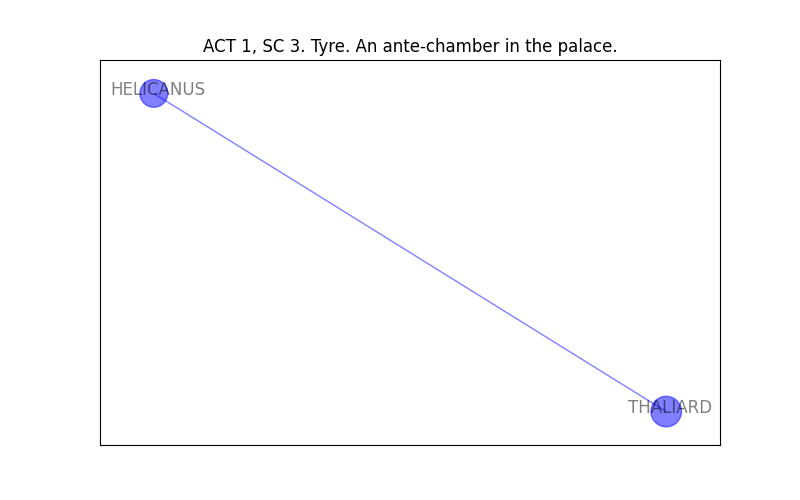 ACT 1, SC 3. Tyre. An ante-chamber in the palace.
HELICANUS
THALIARD